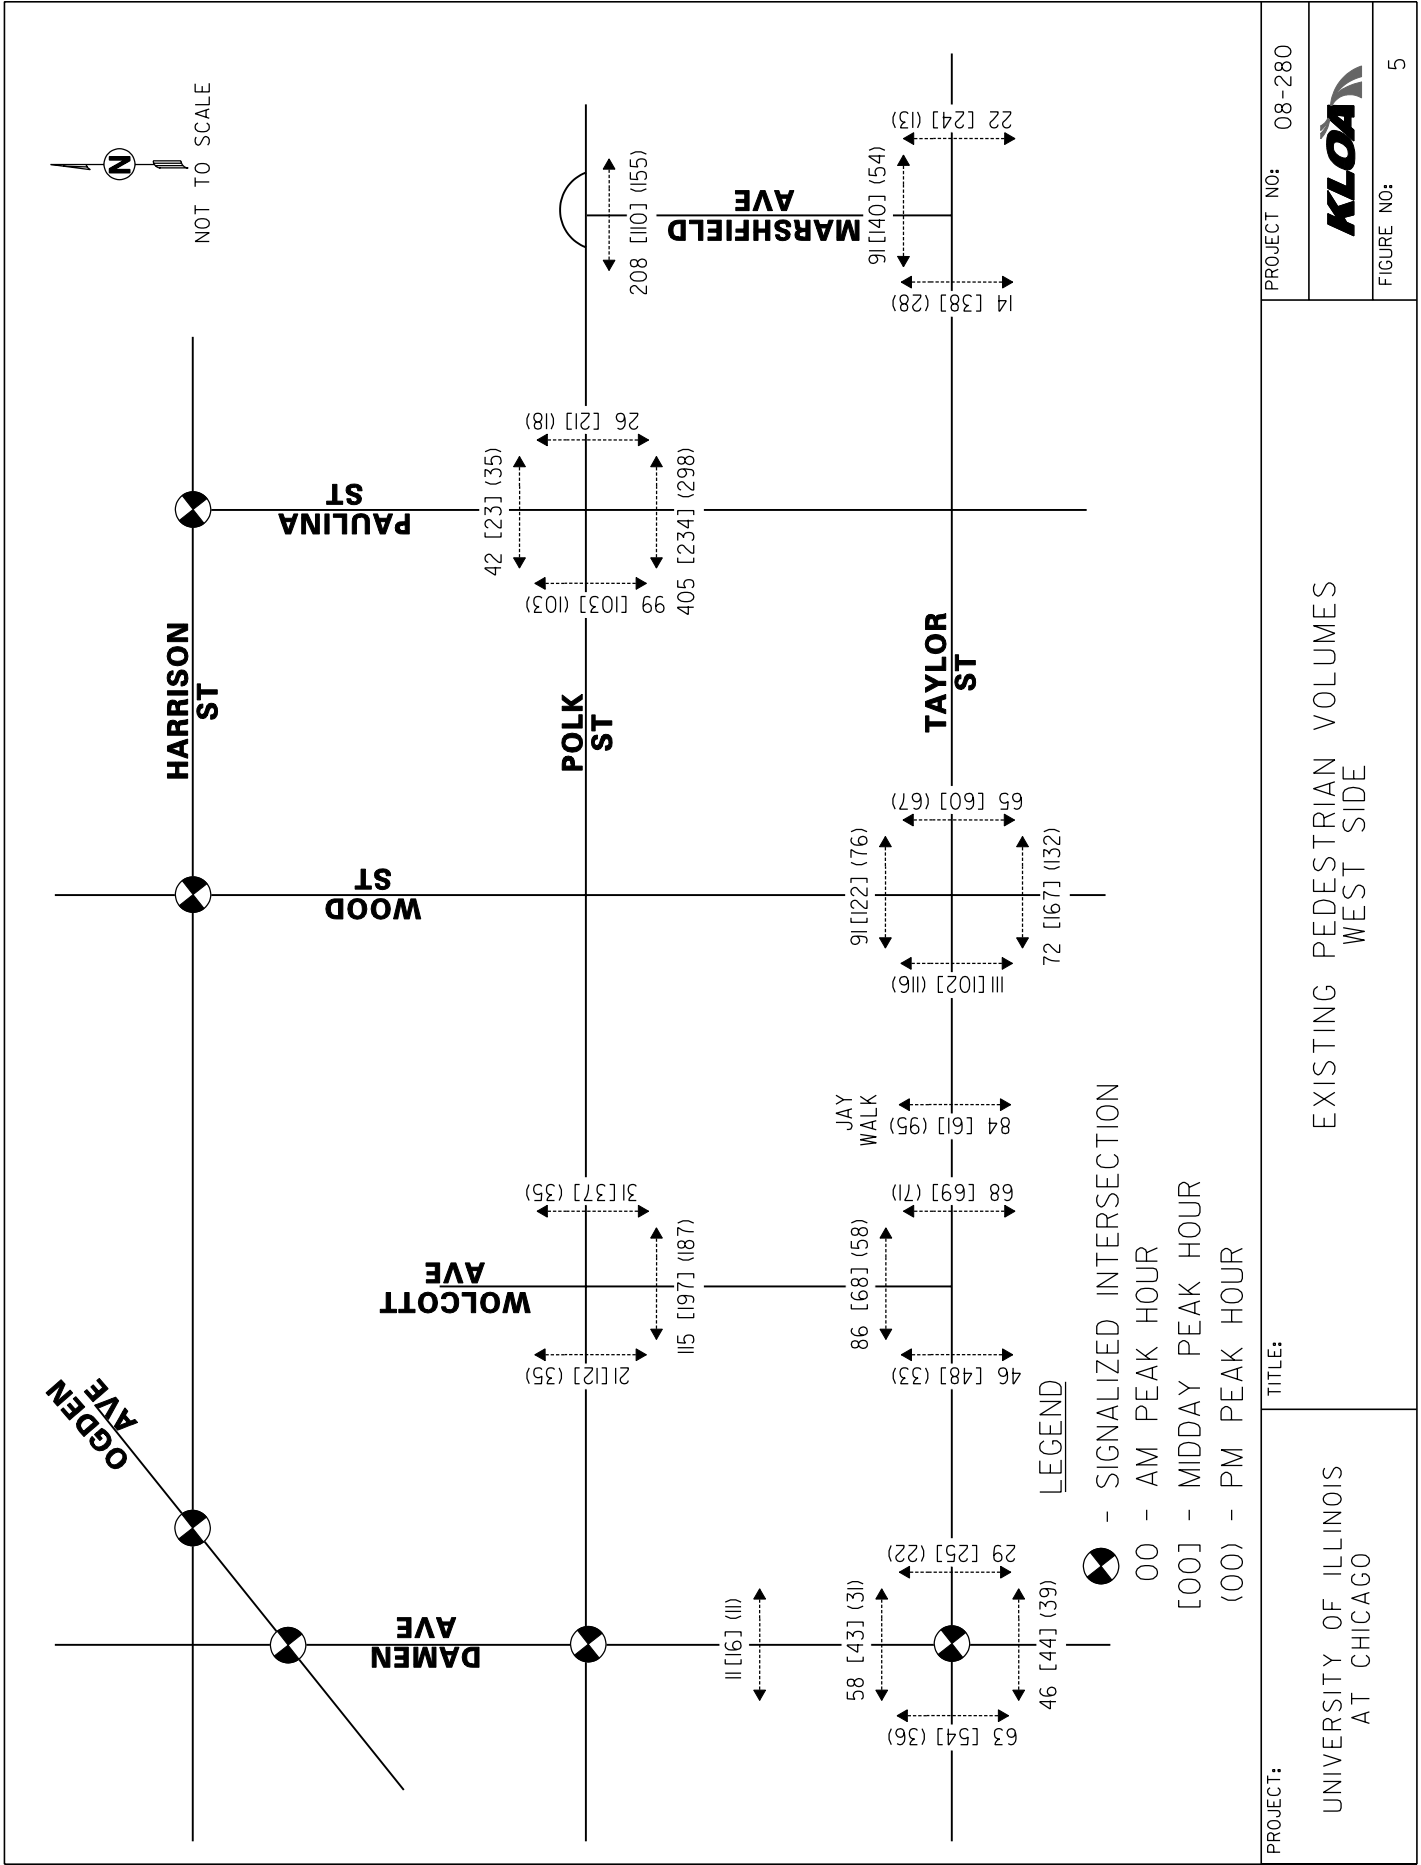 N
NOT TO SCALE
OGDEN
AVE
HARRISON
ST
DAMEN
AVE
WOLCOTT
AVE
WOOD
ST
PAULINA
ST
POLK
ST
21 [12] (35)
31 [37] (35)
115 [197] (187)
42 [23] (35)
99 [103] (103)
26 [21] (18)
405 [234] (298)
208 [110] (155)
MARSHFIELD
AVE
11 [16] (11)
58 [43] (31)
63 [54] (36)
29 [25] (22)
46 [44] (39)
86 [68] (58)
46 [48] (33)
68 [69] (71)
JAY
WALK
84 [61] (95)
91 [122] (76)
111 [102] (116)
65 [60] (67)
72 [167] (132)
TAYLOR
ST
91 [140] (54)
14 [38] (28)
22 [24] (13)
LEGEND
- SIGNALIZED INTERSECTION
00 - AM PEAK HOUR
[00] - MIDDAY PEAK HOUR
(00) - PM PEAK HOUR
PROJECT:
UNIVERSITY OF ILLINOIS
AT CHICAGO
TITLE:
EXISTING PEDESTRIAN VOLUMES
WEST SIDE
PROJECT NO: 08-280
KLOA
FIGURE NO: 5